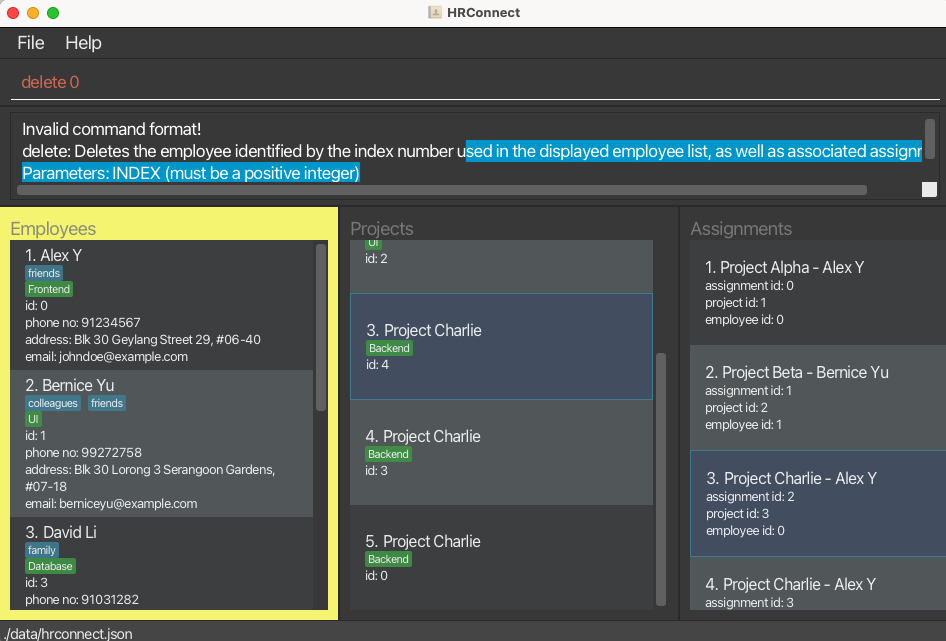 HRConnect
File Help
delete 0
Invalid command format!
delete: Deletes the employee identified by the index number used in the displayed employee list, as well as associated
Parameters: INDEX (must be a positive integer)
Employees
1. Alex Y
friends
Frontend
id: 0
phone no: 91234567
address: Blk 30 Geylang Street 29, #06-40
email: johndoe@example.com
2. Bernice Yu
colleagues friends
UI
id: 1
phone no: 99272758
address: Blk 30 Lorong 3 Serangoon Gardens,
#07-18
email: berniceyu@example.com
3. David Li
family
Database
id: 3
phone no: 91031282
Projects
UI
id: 2
3. Project Charlie
Backend
id: 4
4. Project Charlie
Backend
id: 3
5. Project Charlie
Backend
id: 0
Assignments
1. Project Alpha - Alex Y
assignment id: 0
project id: 1
employee id: 0
2. Project Beta - Bernice Yu
assignment id: 1
project id: 2
employee id: 1
3. Project Charlie - Alex Y
assignment id: 2
project id: 3
employee id: 0
4. Project Charlie - Alex Y
assignment id: 3
./data/hrconnect.json